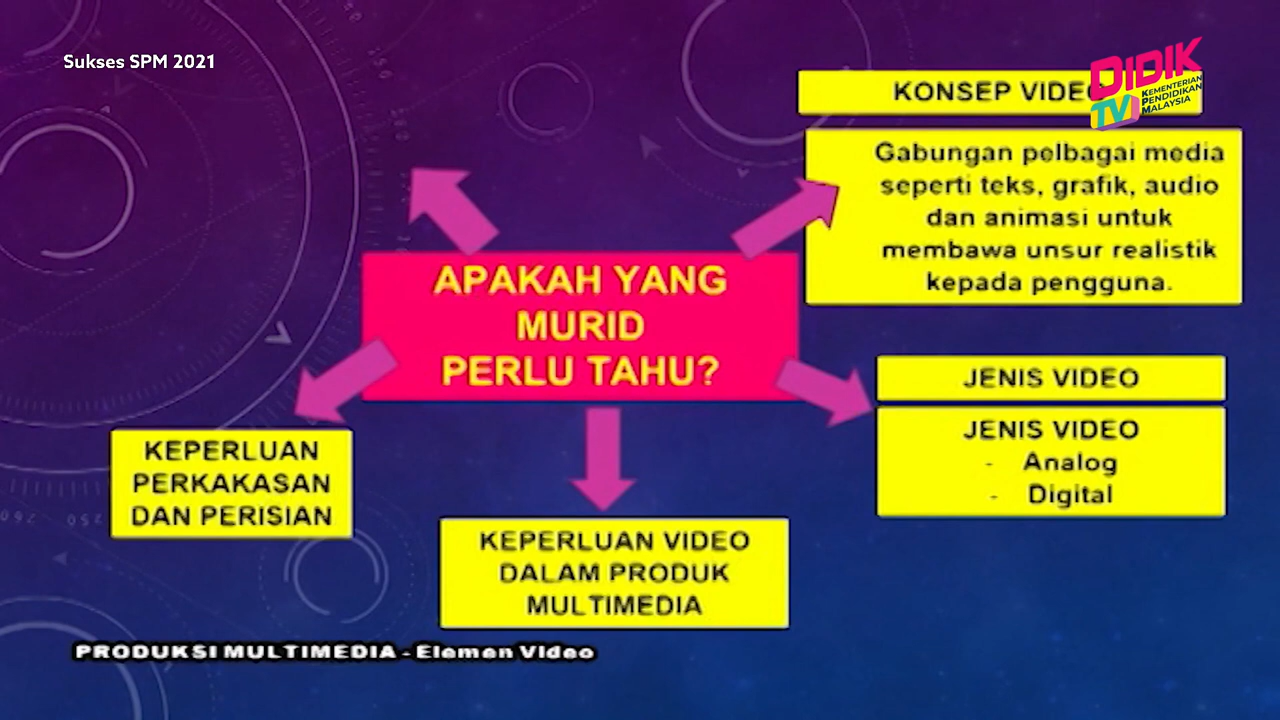 Sukses SPM 2021
DIDIK
TV
KEMENTERIAN
PENDIDIKAN
MALAYSIA
KONSEP VIDEO
Gabungan pelbagai media
seperti teks, grafik, audio
dan animasi untuk
membawa unsur realistik
kepada pengguna.
APAKAH YANG
MURID
PERLU TAHU?
JENIS VIDEO
JENIS VIDEO
- Analog
- Digital
KEPERLUAN
PERKAKASAN
DAN PERISIAN
KEPERLUAN VIDEO
DALAM PRODUK
MULTIMEDIA
PRODUKSI MULTIMEDIA - Elemen Video